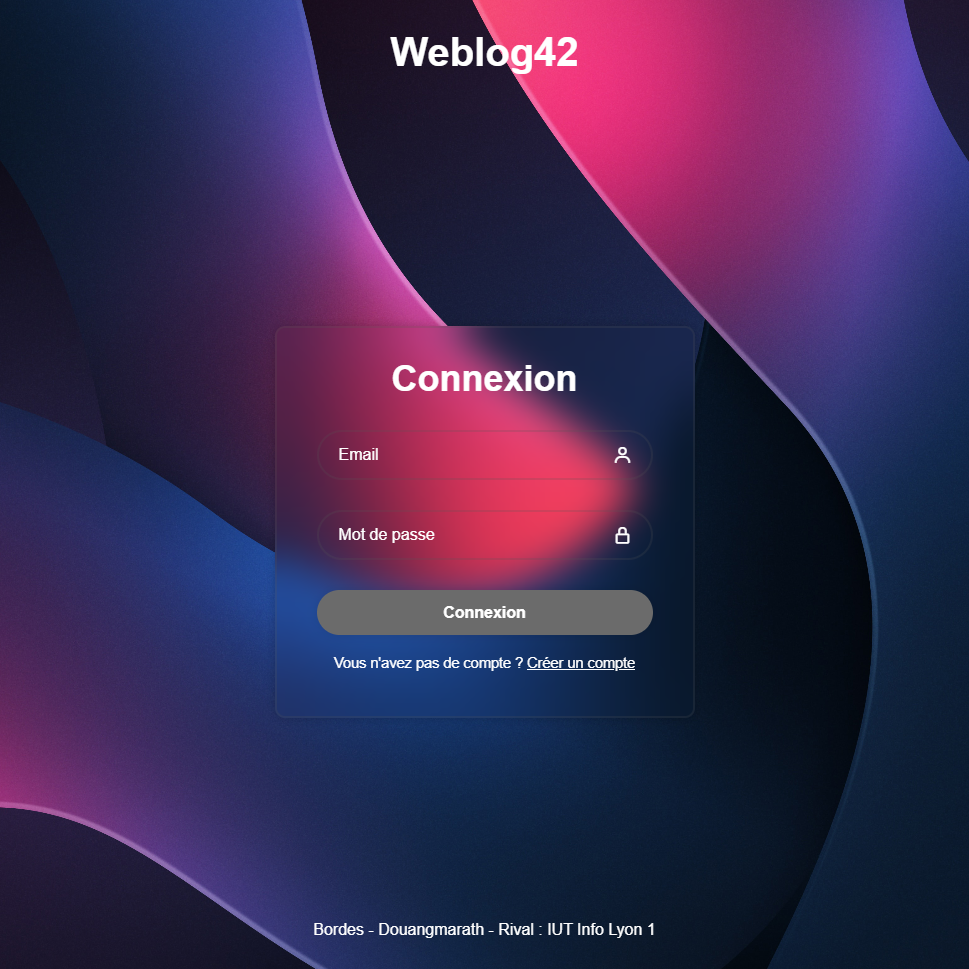 Weblog42
Connexion
Email
Mot de passe
Connexion
Vous n'avez pas de compte ? Créer un compte
Bordes - Douangmarath - Rival : IUT Info Lyon 1